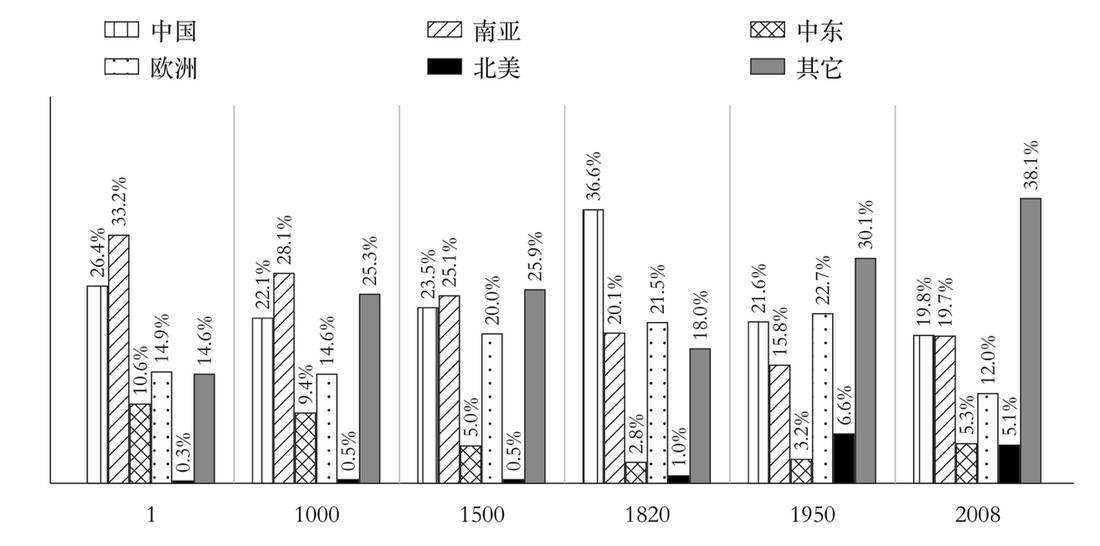 中国 南亚 中东
欧洲 北美 其它
26.4% 33.2% 10.6% 14.9% 0.3% 14.6%
22.1% 28.1% 9.4% 14.6% 0.5% 25.3%
23.5% 25.1% 5.0% 20.0% 0.5% 25.9%
36.6% 20.1% 2.8% 21.5% 1.0% 18.0%
21.6% 15.8% 3.2% 22.7% 6.6% 30.1%
19.8% 19.7% 5.3% 12.0% 5.1% 38.1%
1 1000 1500 1820 1950 2008